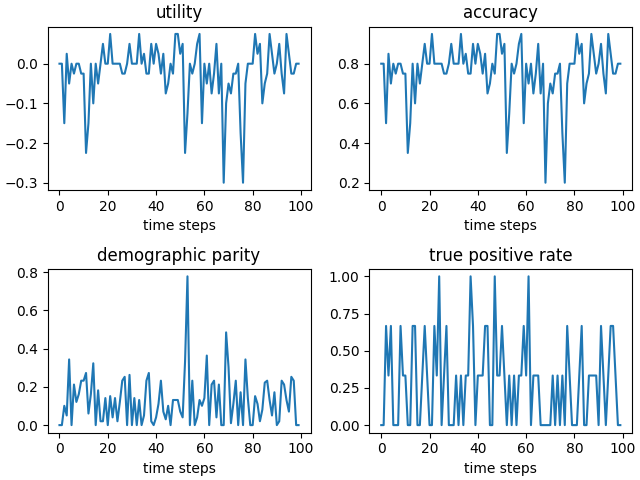 utility
accuracy
0.0
−0.1
−0.2
−0.3
0 20 40 60 80 100
time steps
0.8
0.6
0.4
0.2
0 20 40 60 80 100
time steps
demographic parity
true positive rate
0.8
0.6
0.4
0.2
0.0
0 20 40 60 80 100
time steps
1.00
0.75
0.50
0.25
0.00
0 20 40 60 80 100
time steps